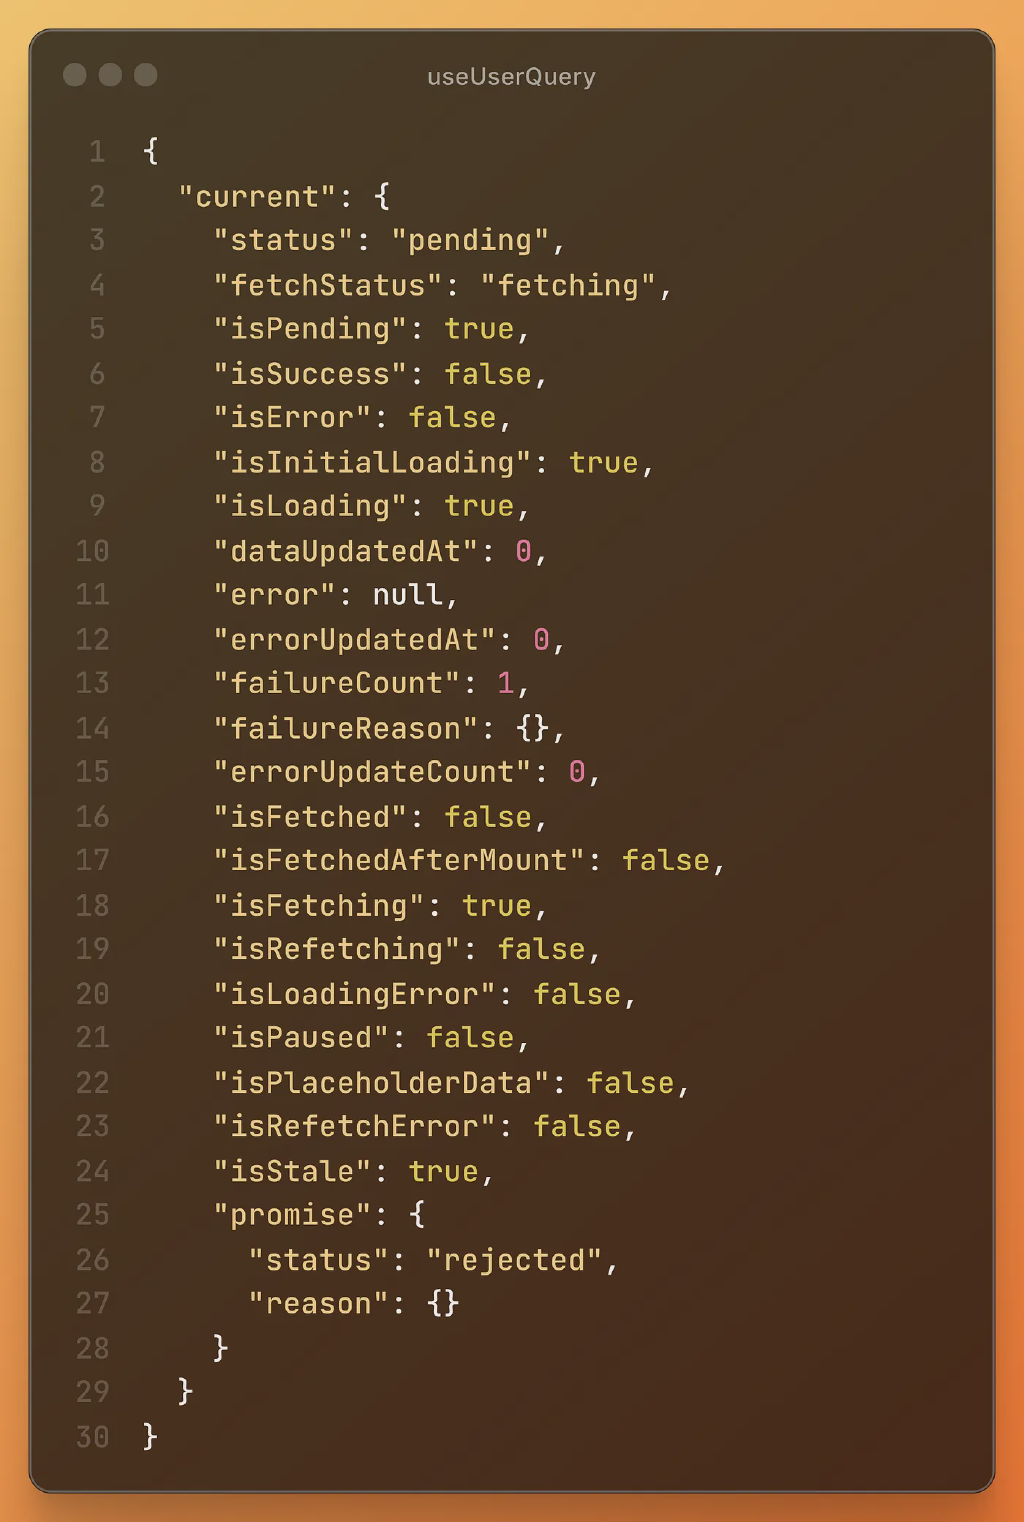 useUserQuery
1 {
2   "current": {
3     "status": "pending",
4     "fetchStatus": "fetching",
5     "isPending": true,
6     "isSuccess": false,
7     "isError": false,
8     "isInitialLoading": true,
9     "isLoading": true,
10     "dataUpdatedAt": 0,
11     "error": null,
12     "errorUpdatedAt": 0,
13     "failureCount": 1,
14     "failureReason": {},
15     "errorUpdateCount": 0,
16     "isFetched": false,
17     "isFetchedAfterMount": false,
18     "isFetching": true,
19     "isRefetching": false,
20     "isLoadingError": false,
21     "isPaused": false,
22     "isPlaceholderData": false,
23     "isRefetchError": false,
24     "isStale": true,
25     "promise": {
26       "status": "rejected",
27       "reason": {}
28     }
29   }
30 }